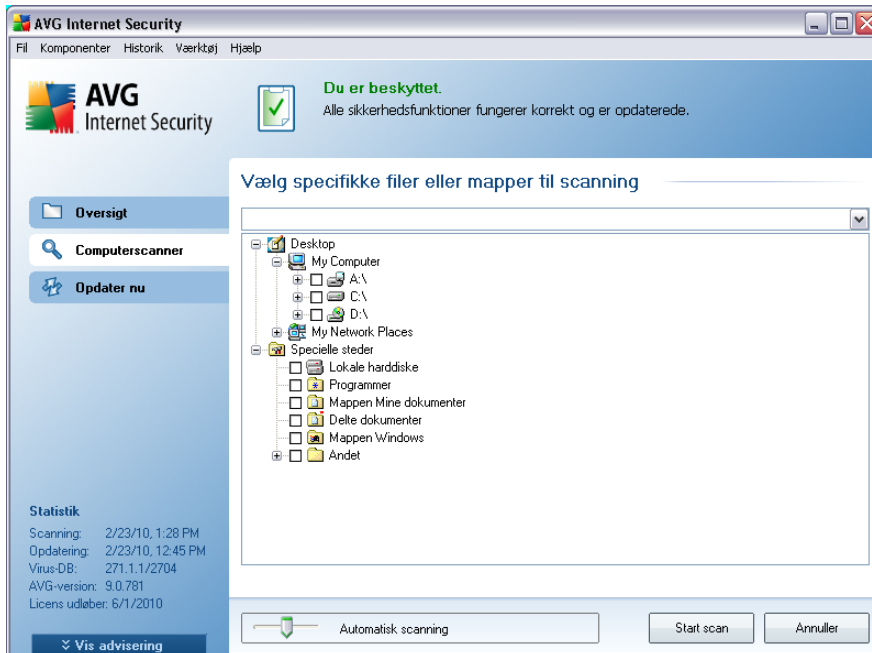 AVG Internet Security
Fil Komponenter Historik Værktøj Hjælp
AVG
Internet Security
Du er beskyttet.
Alle sikkerhedsfunktioner fungerer korrekt og er opdaterede.
Vælg specifikke filer eller mapper til scanning
Oversigt
Computerscanner
Opdater nu
Desktop
My Computer
A:\
C:\
D:\
My Network Places
Specielle steder
Lokale harddiske
Programmer
Mappen Mine dokumenter
Delte dokumenter
Mappen Windows
Andet
Statistik
Scanning: 2/23/10, 1:28 PM
Opdatering: 2/23/10, 12:45 PM
Virus-DB: 271.1.1/2704
AVG-version: 9.0.781
Licens udløber: 6/1/2010
Vis advisering
Automatisk scanning
Start scan
Annuller